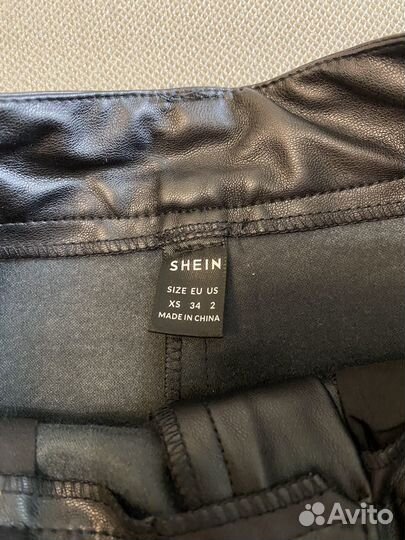 SHEIN
SIZE EU US
XS 34 2
MADE IN CHINA
Avito